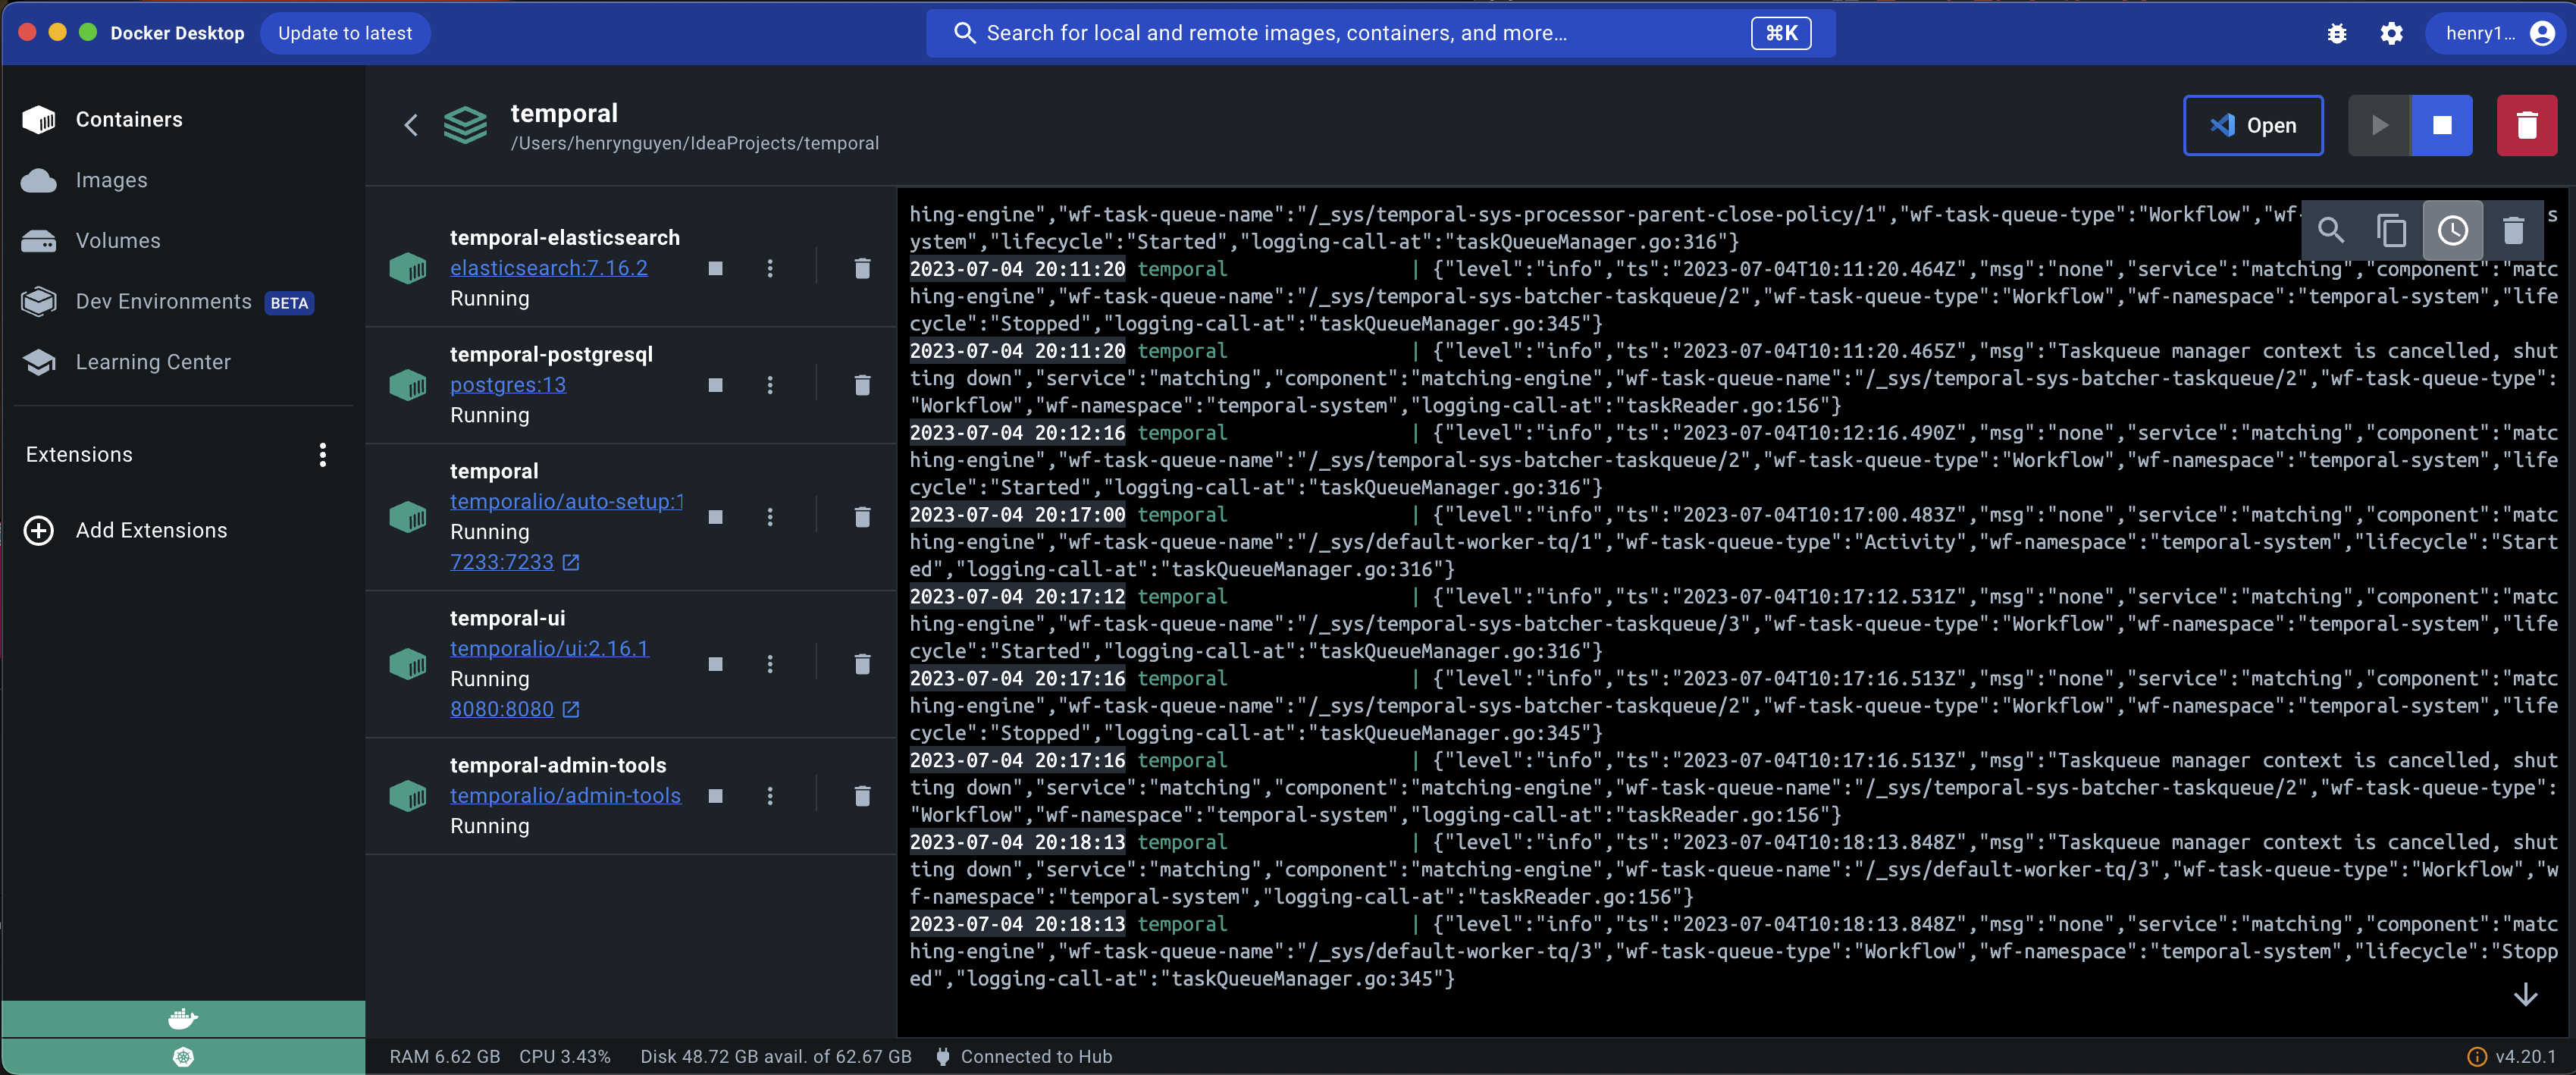 Docker Desktop
Update to latest
Search for local and remote images, containers, and more...
⌘K
henry1...
Containers
Images
Volumes
Dev Environments BETA
Learning Center
Extensions
Add Extensions
temporal
/Users/henrynguyen/IdeaProjects/temporal
Open
temporal-elasticsearch
elasticsearch:7.16.2
Running
temporal-postgresql
postgres:13
Running
temporal
temporalio/auto-setup:1
Running
7233:7233
temporal-ui
temporalio/ui:2.16.1
Running
8080:8080
temporal-admin-tools
temporalio/admin-tools
Running
hing-engine","wf-task-queue-name":"/_sys/temporal-sys-processor-parent-close-policy/1","wf-task-queue-type":"Workflow","wf- s
ystem","lifecycle":"Started","logging-call-at":"taskQueueManager.go:316"}
2023-07-04 20:11:20 temporal | {"level":"info","ts":"2023-07-04T10:11:20.464Z","msg":"none","service":"matching","component":"matc
hing-engine","wf-task-queue-name":"/_sys/temporal-sys-batcher-taskqueue/2","wf-task-queue-type":"Workflow","wf-namespace":"temporal-system","life
cycle":"Stopped","logging-call-at":"taskQueueManager.go:345"}
2023-07-04 20:11:20 temporal | {"level":"info","ts":"2023-07-04T10:11:20.465Z","msg":"Taskqueue manager context is cancelled, shut
ting down","service":"matching","component":"matching-engine","wf-task-queue-name":"/_sys/temporal-sys-batcher-taskqueue/2","wf-task-queue-type":
"Workflow","wf-namespace":"temporal-system","logging-call-at":"taskReader.go:156"}
2023-07-04 20:12:16 temporal | {"level":"info","ts":"2023-07-04T10:12:16.490Z","msg":"none","service":"matching","component":"matc
hing-engine","wf-task-queue-name":"/_sys/temporal-sys-batcher-taskqueue/2","wf-task-queue-type":"Workflow","wf-namespace":"temporal-system","life
cycle":"Started","logging-call-at":"taskQueueManager.go:316"}
2023-07-04 20:17:00 temporal | {"level":"info","ts":"2023-07-04T10:17:00.483Z","msg":"none","service":"matching","component":"matc
hing-engine","wf-task-queue-name":"/_sys/default-worker-tq/1","wf-task-queue-type":"Activity","wf-namespace":"temporal-system","lifecycle":"Start
ed","logging-call-at":"taskQueueManager.go:316"}
2023-07-04 20:17:12 temporal | {"level":"info","ts":"2023-07-04T10:17:12.531Z","msg":"none","service":"matching","component":"matc
hing-engine","wf-task-queue-name":"/_sys/temporal-sys-batcher-taskqueue/3","wf-task-queue-type":"Workflow","wf-namespace":"temporal-system","life
cycle":"Started","logging-call-at":"taskQueueManager.go:316"}
2023-07-04 20:17:16 temporal | {"level":"info","ts":"2023-07-04T10:17:16.513Z","msg":"none","service":"matching","component":"matc
hing-engine","wf-task-queue-name":"/_sys/temporal-sys-batcher-taskqueue/2","wf-task-queue-type":"Workflow","wf-namespace":"temporal-system","life
cycle":"Stopped","logging-call-at":"taskQueueManager.go:345"}
2023-07-04 20:17:16 temporal | {"level":"info","ts":"2023-07-04T10:17:16.513Z","msg":"Taskqueue manager context is cancelled, shut
ting down","service":"matching","component":"matching-engine","wf-task-queue-name":"/_sys/temporal-sys-batcher-taskqueue/2","wf-task-queue-type":
"Workflow","wf-namespace":"temporal-system","logging-call-at":"taskReader.go:156"}
2023-07-04 20:18:13 temporal | {"level":"info","ts":"2023-07-04T10:18:13.848Z","msg":"Taskqueue manager context is cancelled, shut
ting down","service":"matching","component":"matching-engine","wf-task-queue-name":"/_sys/default-worker-tq/3","wf-task-queue-type":"Workflow","w
f-namespace":"temporal-system","logging-call-at":"taskReader.go:156"}
2023-07-04 20:18:13 temporal | {"level":"info","ts":"2023-07-04T10:18:13.848Z","msg":"none","service":"matching","component":"matc
hing-engine","wf-task-queue-name":"/_sys/default-worker-tq/3","wf-task-queue-type":"Workflow","wf-namespace":"temporal-system","lifecycle":"Stopp
ed","logging-call-at":"taskQueueManager.go:345"}
RAM 6.62 GB CPU 3.43% Disk 48.72 GB avail. of 62.67 GB Connected to Hub
v4.20.1